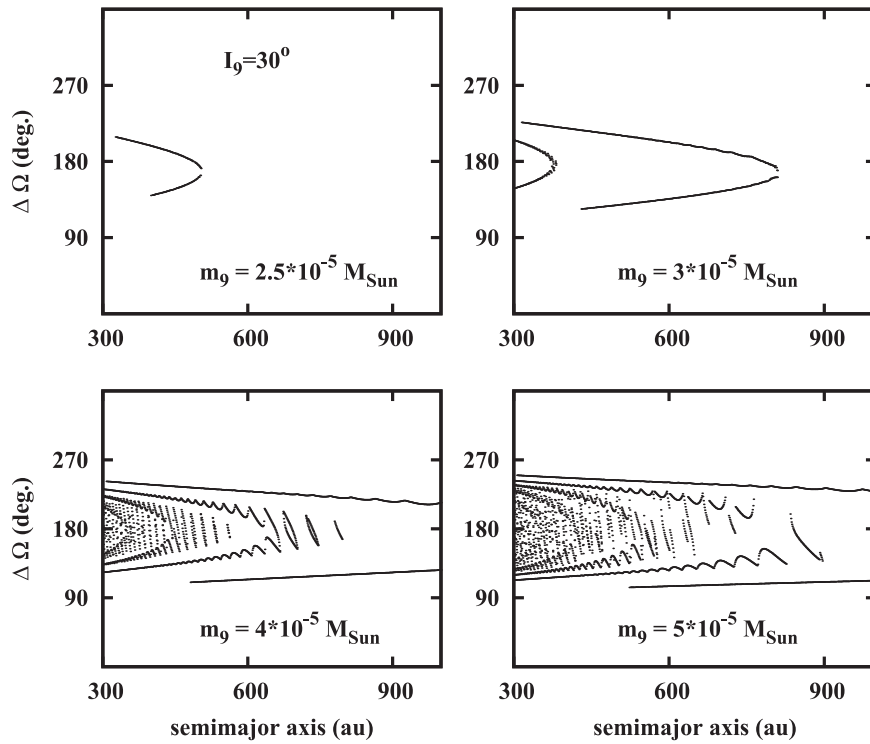 I9=30o
270
180
90
Δ Ω (deg.)
m9 = 2.5*10-5 MSun
300
600
900
270
180
90
Δ Ω (deg.)
m9 = 3*10-5 MSun
300
600
900
270
180
90
Δ Ω (deg.)
m9 = 4*10-5 MSun
300
600
900
semimajor axis (au)
270
180
90
Δ Ω (deg.)
m9 = 5*10-5 MSun
300
600
900
semimajor axis (au)